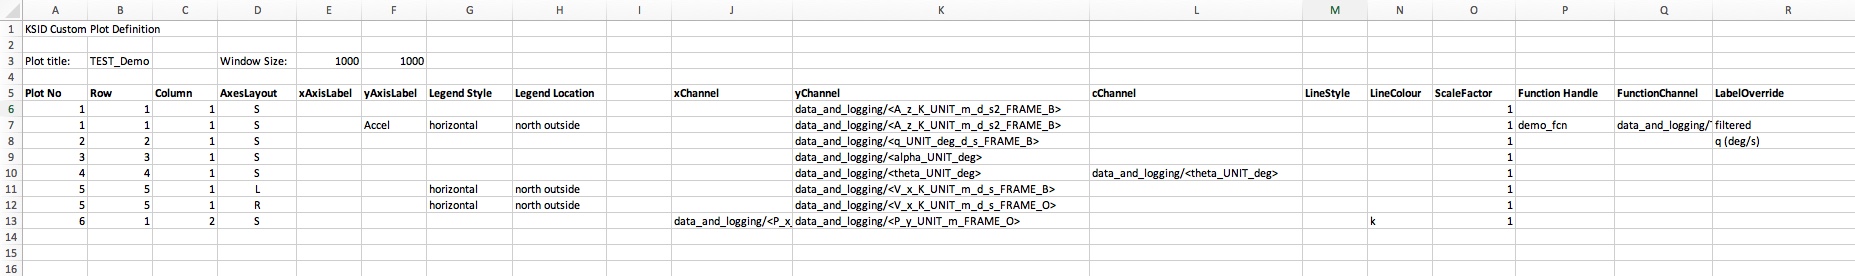 A B C D E F G H I J K L M N O P Q R
1 KSID Custom Plot Definition
2
3 Plot title: TEST_Demo Window Size: 1000 1000
4
5 Plot No Row Column AxesLayout xAxisLabel yAxisLabel Legend Style Legend Location xChannel yChannel cChannel LineStyle LineColour ScaleFactor Function Handle FunctionChannel LabelOverride
6 1 1 1 S data_and_logging/<A_z_K_UNIT_m_d_s2_FRAME_B> 1
7 1 1 1 S Accel horizontal north outside data_and_logging/<A_z_K_UNIT_m_d_s2_FRAME_B> 1 demo_fcn data_and_logging/ filtered
8 2 2 1 S data_and_logging/<q_UNIT_deg_d_s_FRAME_B> 1 q (deg/s)
9 3 3 1 S data_and_logging/<alpha_UNIT_deg> 1
10 4 4 1 S data_and_logging/<theta_UNIT_deg> data_and_logging/<theta_UNIT_deg> 1
11 5 5 1 L horizontal north outside data_and_logging/<V_x_K_UNIT_m_d_s_FRAME_B> 1
12 5 5 1 R horizontal north outside data_and_logging/<V_x_K_UNIT_m_d_s_FRAME_O> 1
13 6 1 2 S data_and_logging/<P_x_ data_and_logging/<P_y_UNIT_m_FRAME_O> k 1
14
15
16